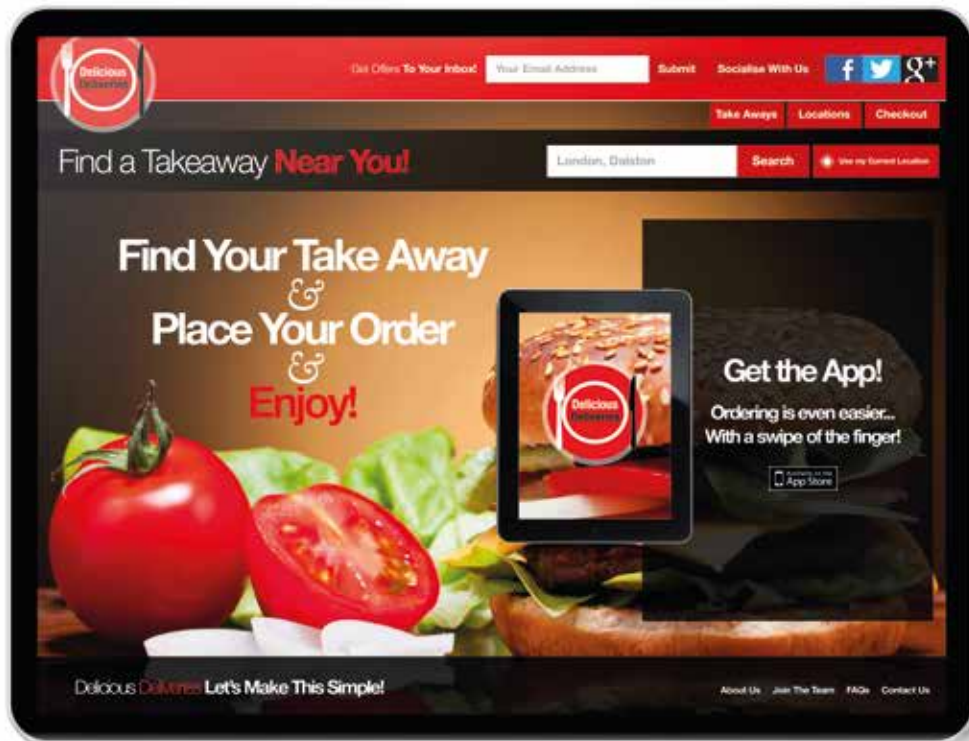 Delicious
Deliveries
Get Offers To Your Inbox!
Your Email Address
Submit
Socialise With Us
f
g+
Take Aways
Locations
Checkout
Find a Takeaway Near You!
London, Dalston
Search
Use my Current Location
Find Your Take Away
&
Place Your Order
&
Enjoy!
Delicious
Deliveries
Get the App!
Ordering is even easier...
With a swipe of the finger!
App Store
Delicious Deliveries Let's Make This Simple!
About Us
Join The Team
FAQs
Contact Us